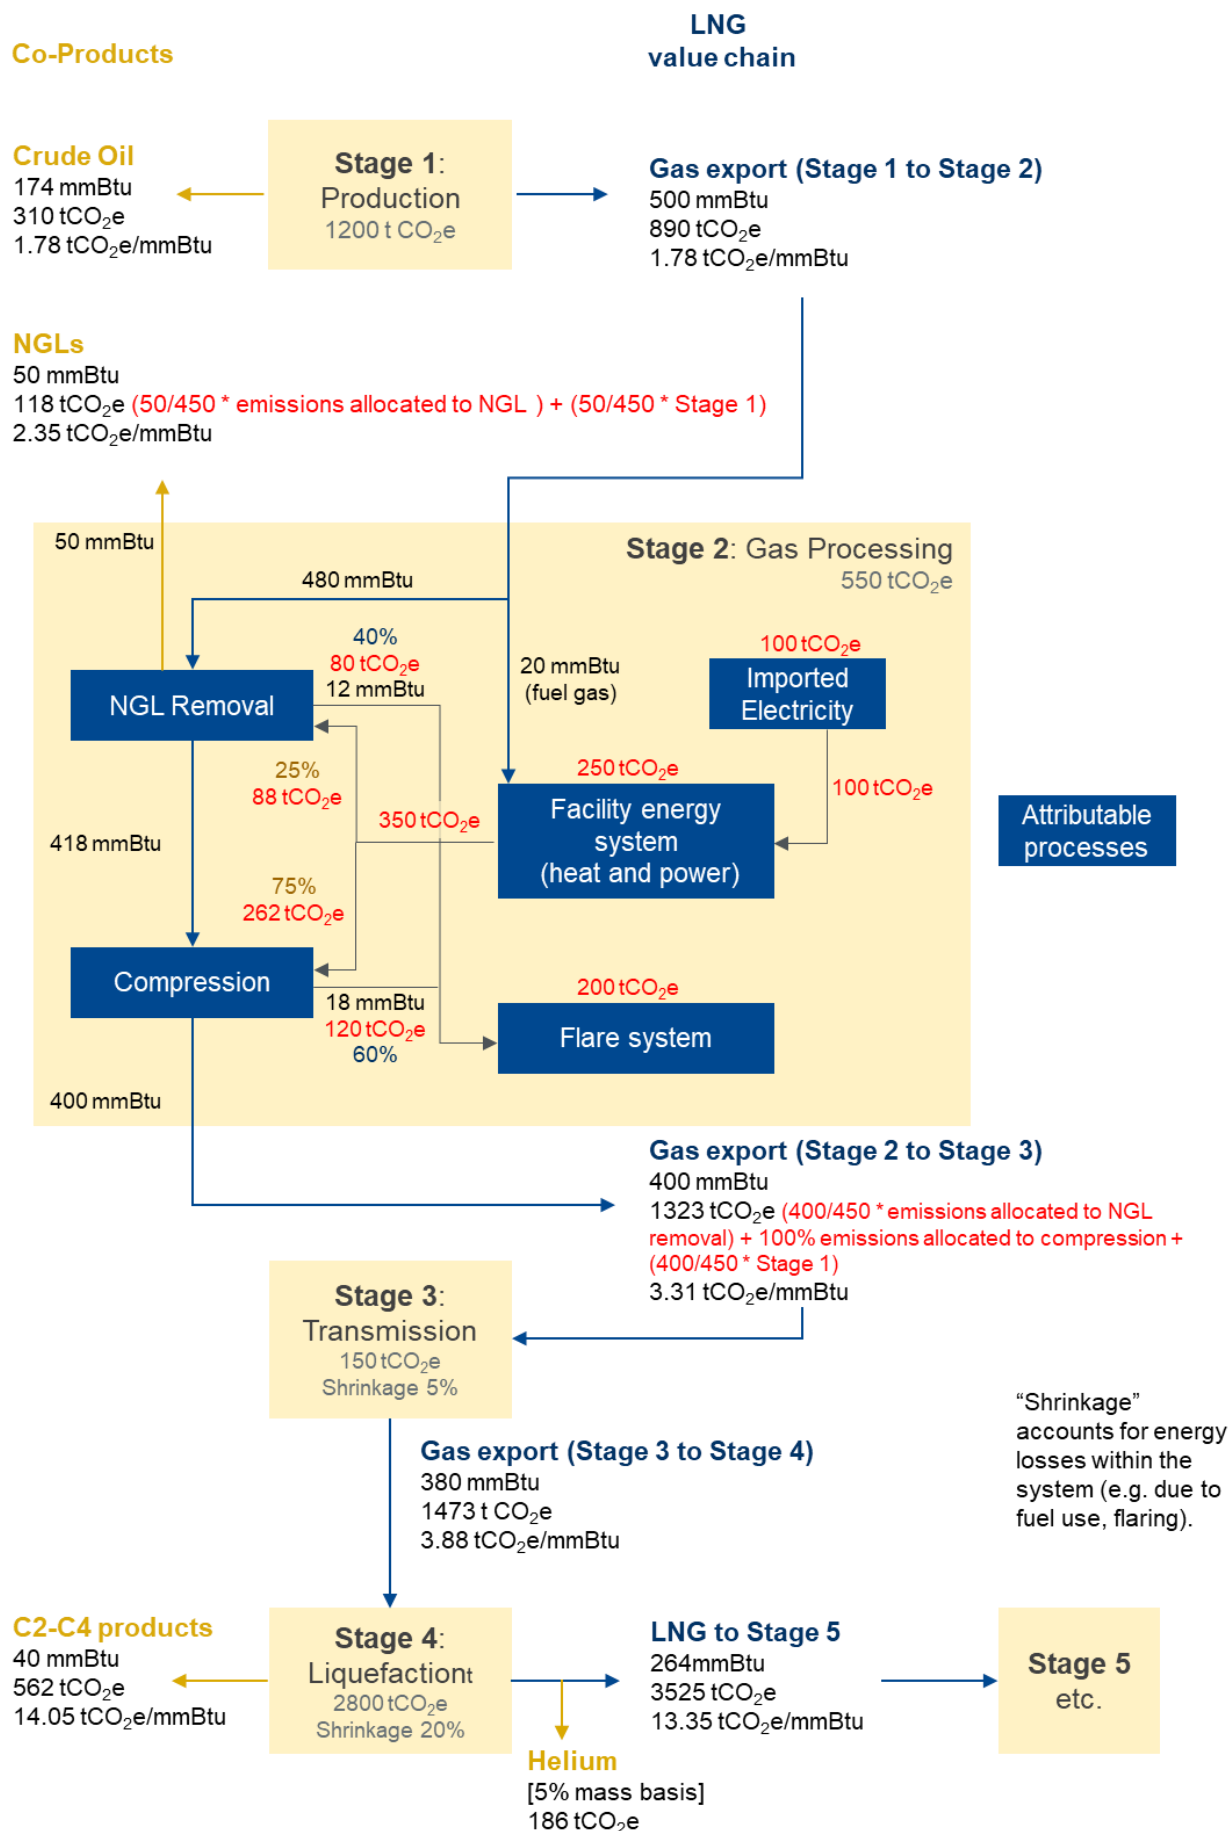 Co-Products
LNG
value chain
Crude Oil
174 mmBtu
310 tCO₂e
1.78 tCO₂e/mmBtu
Stage 1:
Production
1200 t CO₂e
Gas export (Stage 1 to Stage 2)
500 mmBtu
890 tCO₂e
1.78 tCO₂e/mmBtu
NGLs
50 mmBtu
118 tCO₂e (50/450 * emissions allocated to NGL ) + (50/450 * Stage 1)
2.35 tCO₂e/mmBtu
50 mmBtu
Stage 2: Gas Processing
550 tCO₂e
480 mmBtu
40%
80 tCO₂e
12 mmBtu
NGL Removal
20 mmBtu
(fuel gas)
100 tCO₂e
Imported
Electricity
25%
88 tCO₂e
350 tCO₂e
250 tCO₂e
Facility energy
system
(heat and power)
100 tCO₂e
Attributable
processes
418 mmBtu
75%
262 tCO₂e
Compression
18 mmBtu
120 tCO₂e
60%
200 tCO₂e
Flare system
400 mmBtu
Gas export (Stage 2 to Stage 3)
400 mmBtu
1323 tCO₂e (400/450 * emissions allocated to NGL
removal) + 100% emissions allocated to compression +
(400/450 * Stage 1)
3.31 tCO₂e/mmBtu
Stage 3:
Transmission
150 tCO₂e
Shrinkage 5%
Gas export (Stage 3 to Stage 4)
380 mmBtu
1473 t CO₂e
3.88 tCO₂e/mmBtu
“Shrinkage”
accounts for energy
losses within the
system (e.g. due to
fuel use, flaring).
C2-C4 products
40 mmBtu
562 tCO₂e
14.05 tCO₂e/mmBtu
Stage 4:
Liquefactiont
2800 tCO₂e
Shrinkage 20%
LNG to Stage 5
264mmBtu
3525 tCO₂e
13.35 tCO₂e/mmBtu
Stage 5
etc.
Helium
[5% mass basis]
186 tCO₂e